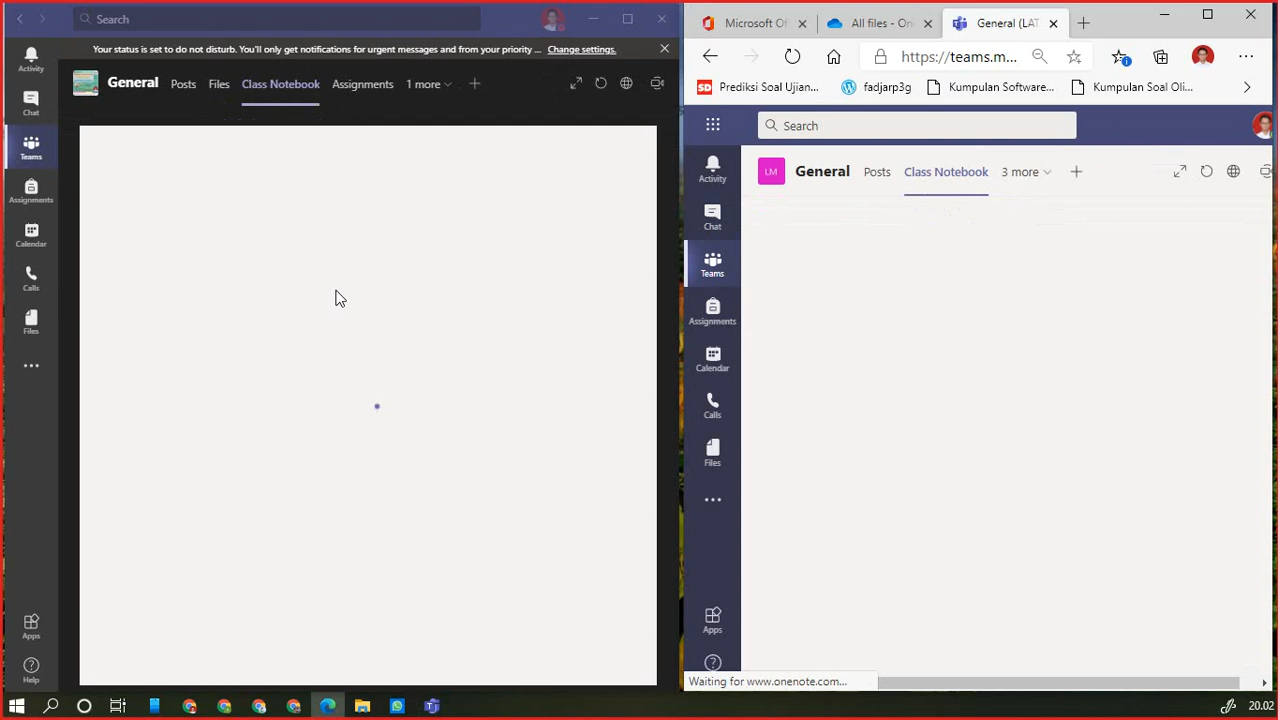 Search
Your status is set to do not disturb. You'll only get notifications for urgent messages and from your priority ... Change settings.
General Posts Files Class Notebook Assignments 1 more
Activity
Chat
Teams
Assignments
Calendar
Calls
Files
Apps
Help
Microsoft Of
All files - One
General (LAT
https://teams.m...
SD Prediksi Soal Ujian... fadjarp3g Kumpulan Software... Kumpulan Soal Oli...
Search
LM General Posts Class Notebook 3 more
Activity
Chat
Teams
Assignments
Calendar
Calls
Files
Apps
Waiting for www.onenote.com...
20.02